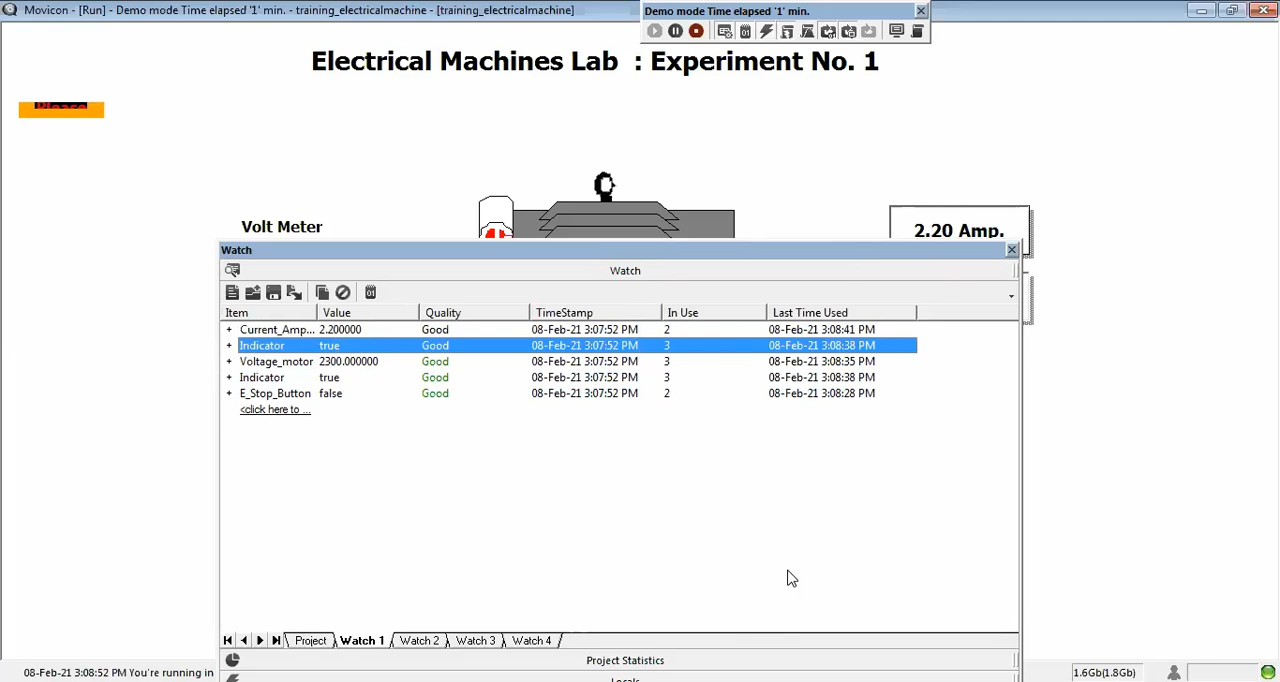 Movicon - [Run] - Demo mode Time elapsed '1' min. - training_electricalmachine - [training_electricalmachine]
Demo mode Time elapsed '1' min.
Electrical Machines Lab : Experiment No. 1
Please
Volt Meter
2.20 Amp.
Watch
Watch
Item Value Quality TimeStamp In Use Last Time Used
+ Current_Amp... 2.200000 Good 08-Feb-21 3:07:52 PM 2 08-Feb-21 3:08:41 PM
+ Indicator true Good 08-Feb-21 3:07:52 PM 3 08-Feb-21 3:08:38 PM
+ Voltage_motor 2300.000000 Good 08-Feb-21 3:07:52 PM 3 08-Feb-21 3:08:35 PM
+ Indicator true Good 08-Feb-21 3:07:52 PM 3 08-Feb-21 3:08:38 PM
+ E_Stop_Button false Good 08-Feb-21 3:07:52 PM 2 08-Feb-21 3:08:28 PM
<click here to ...
Project Watch 1 Watch 2 Watch 3 Watch 4
Project Statistics
Locals
08-Feb-21 3:08:52 PM You're running in
1.6Gb(1.8Gb)